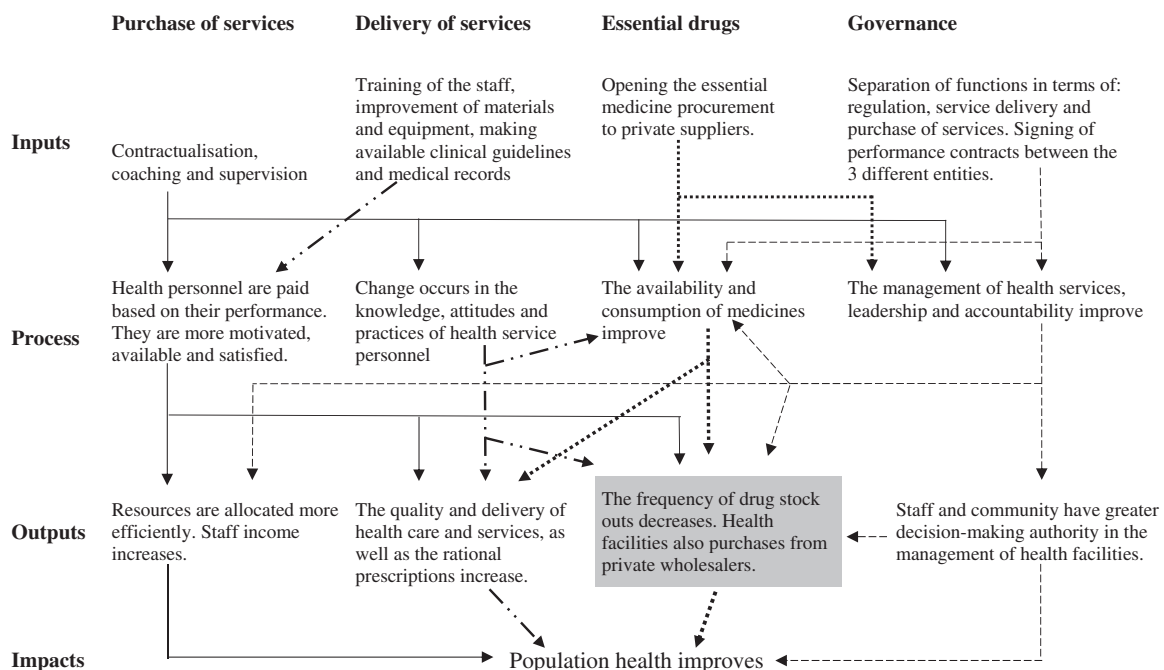 Purchase of services
Delivery of services
Essential drugs
Governance
Inputs
Contractualisation,
coaching and supervision
Training of the staff,
improvement of materials
and equipment, making
available clinical guidelines
and medical records
Opening the essential
medicine procurement
to private suppliers.
Separation of functions in terms of:
regulation, service delivery and
purchase of services. Signing of
performance contracts between the
3 different entities.
Process
Health personnel are paid
based on their performance.
They are more motivated,
available and satisfied.
Change occurs in the
knowledge, attitudes and
practices of health service
personnel
The availability and
consumption of medicines
improve
The management of health services,
leadership and accountability improve
Outputs
Resources are allocated more
efficiently. Staff income
increases.
The quality and delivery of
health care and services, as
well as the rational
prescriptions increase.
The frequency of drug stock
outs decreases. Health
facilities also purchases from
private wholesalers.
Staff and community have greater
decision-making authority in the
management of health facilities.
Impacts
Population health improves